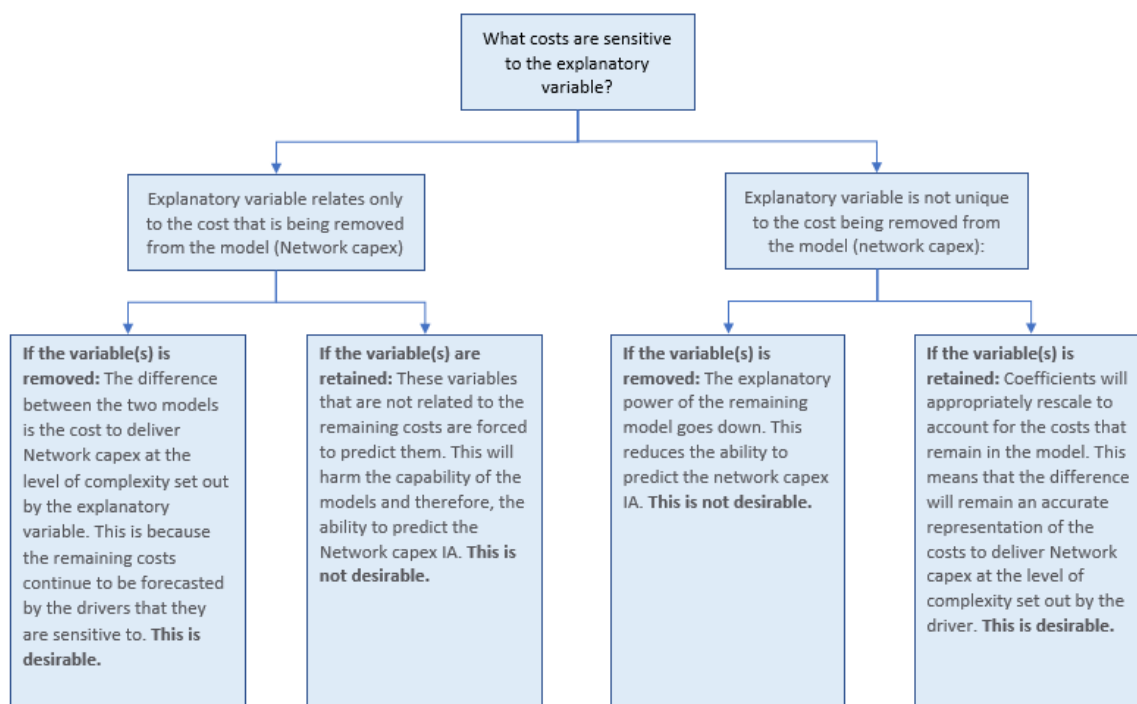 What costs are sensitive
to the explanatory
variable?
Explanatory variable relates only
to the cost that is being removed
from the model (Network capex)
Explanatory variable is not unique
to the cost being removed from
the model (network capex):
If the variable(s) is
removed: The difference
between the two models
is the cost to deliver
Network capex at the
level of complexity set out
by the explanatory
variable. This is because
the remaining costs
continue to be forecasted
by the drivers that they
are sensitive to. This is
desirable.
If the variable(s) are
retained: These variables
that are not related to the
remaining costs are forced
to predict them. This will
harm the capability of the
models and therefore, the
ability to predict the
Network capex IA. This is
not desirable.
If the variable(s) is
removed: The explanatory
power of the remaining
model goes down. This
reduces the ability to
predict the network capex
IA. This is not desirable.
If the variable(s) is
retained: Coefficients will
appropriately rescale to
account for the costs that
remain in the model. This
means that the difference
will remain an accurate
representation of the
costs to deliver Network
capex at the level of
complexity set out by the
driver. This is desirable.